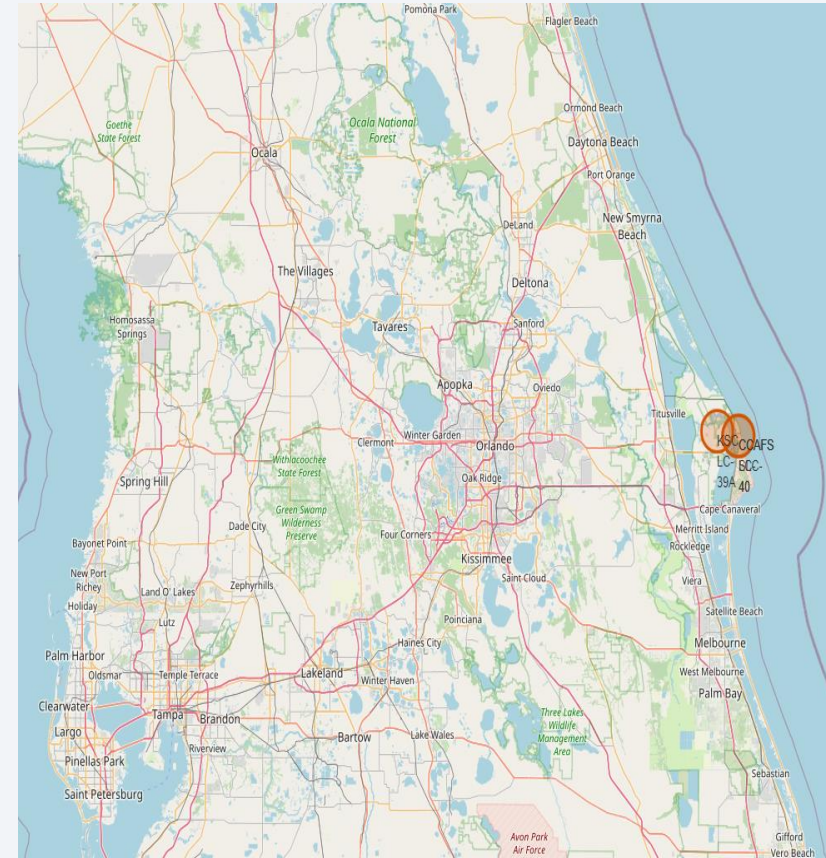 Pomona Park
Flagler Beach
Ormond Beach
Goethe
State Forest
Ocala National
Forest
Ocala
Daytona Beach
Port Orange
New Smyrna
Beach
DeLand
The Villages
Deltona
Homosassa
Springs
Tavares
Sanford
Apopka
Oviedo
Titusville
Clermont
Winter Garden
Orlando
KSC
LC-
39A
CCAFS
40
Withlacoochee
State Forest
Oak Ridge
Spring Hill
Green Swamp
Wilderness
Preserve
Cape Canaveral
Dade City
Four Corners
Merritt Island
Rockledge
Bayonet Point
Kissimmee
New Port
Richey
Zephyrhills
Saint Cloud
Viera
Land O' Lakes
Holiday
Satellite Beach
Lutz
Poinciana
Haines City
Melbourne
Palm Harbor
Oldsmar
Temple Terrace
Lakeland
Winter Haven
West Melbourne
Palm Bay
Clearwater
Tampa
Brandon
Largo
Three Lakes
Wildlife
Management
Area
Riverview
Bartow
Lake Wales
Pinellas Park
Sebastian
Saint Petersburg
Avon Park
Air Force
Gifford
Vero Beach